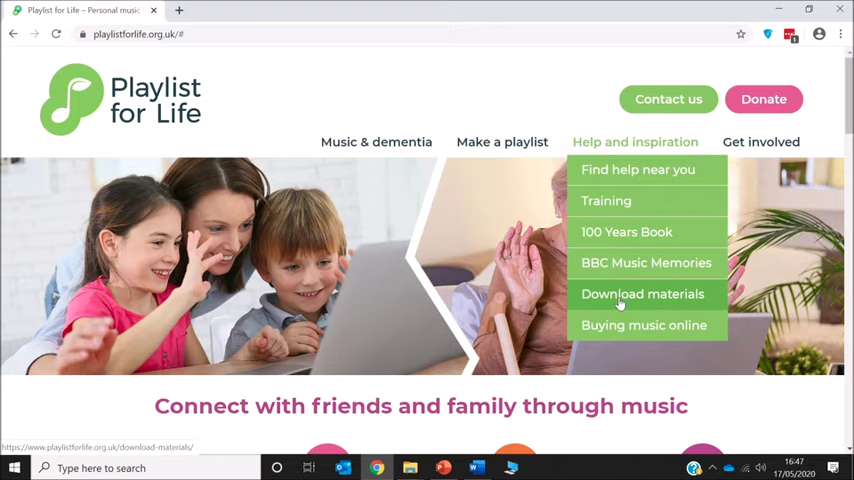 Playlist for Life – Personal music
playlistforlife.org.uk/#
Playlist
for Life
Contact us
Donate
Music & dementia
Make a playlist
Help and inspiration
Get involved
Find help near you
Training
100 Years Book
BBC Music Memories
Download materials
Buying music online
Connect with friends and family through music
https://www.playlistforlife.org.uk/download-materials/
Type here to search
16:47
17/05/2020